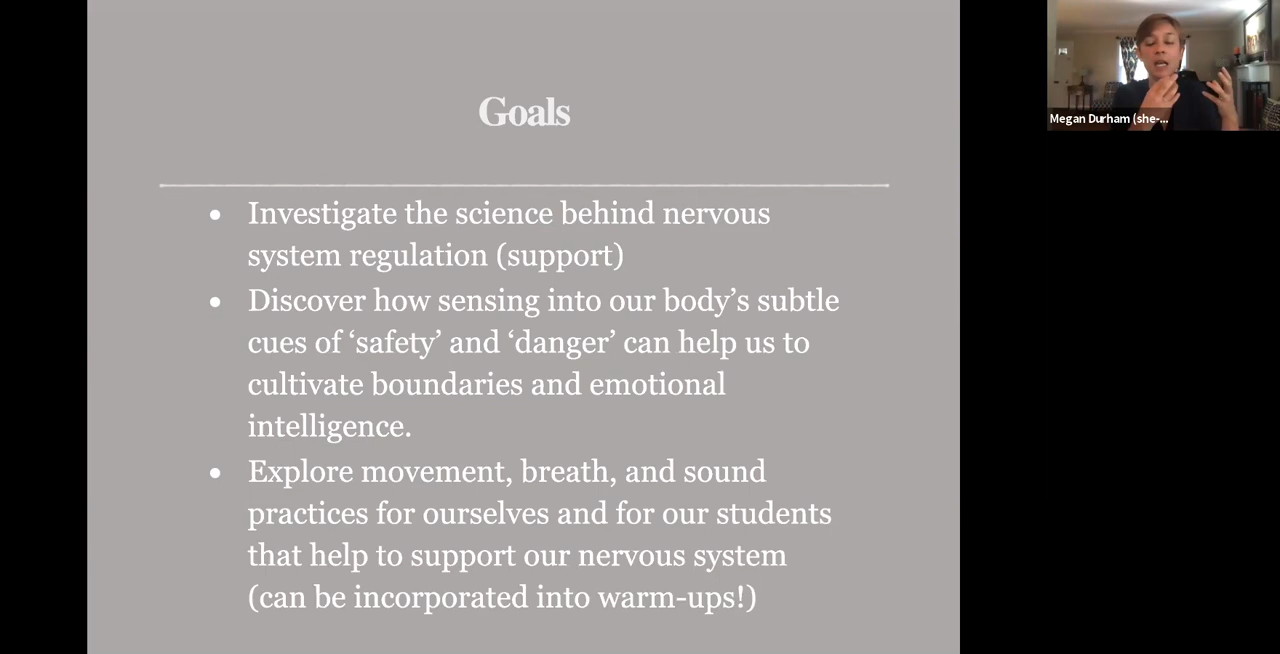 Goals
• Investigate the science behind nervous
system regulation (support)
• Discover how sensing into our body’s subtle
cues of ‘safety’ and ‘danger’ can help us to
cultivate boundaries and emotional
intelligence.
• Explore movement, breath, and sound
practices for ourselves and for our students
that help to support our nervous system
(can be incorporated into warm-ups!)
Megan Durham (she-...